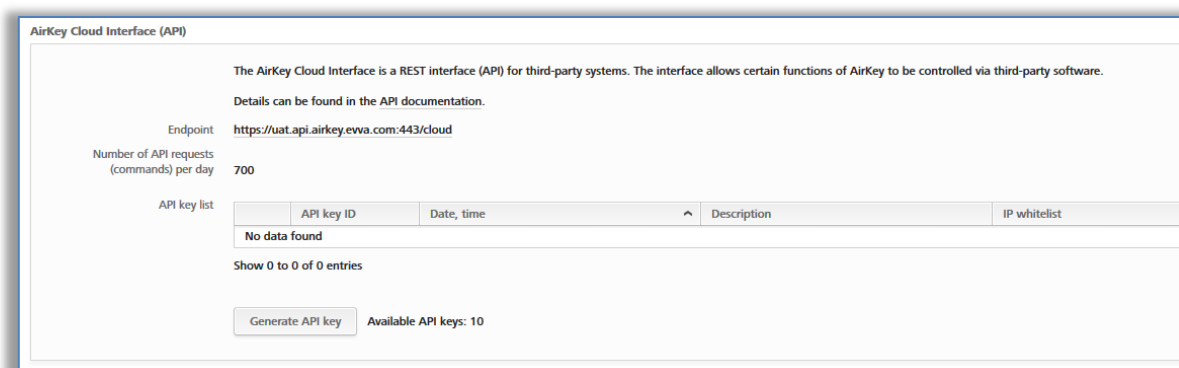 AirKey Cloud Interface (API)
The AirKey Cloud Interface is a REST interface (API) for third-party systems. The interface allows certain functions of AirKey to be controlled via third-party software.
Details can be found in the API documentation.
Endpoint https://uat.api.airkey.evva.com:443/cloud
Number of API requests
(commands) per day 700
API key list
API key ID Date, time Description IP whitelist
No data found
Show 0 to 0 of 0 entries
Generate API key Available API keys: 10